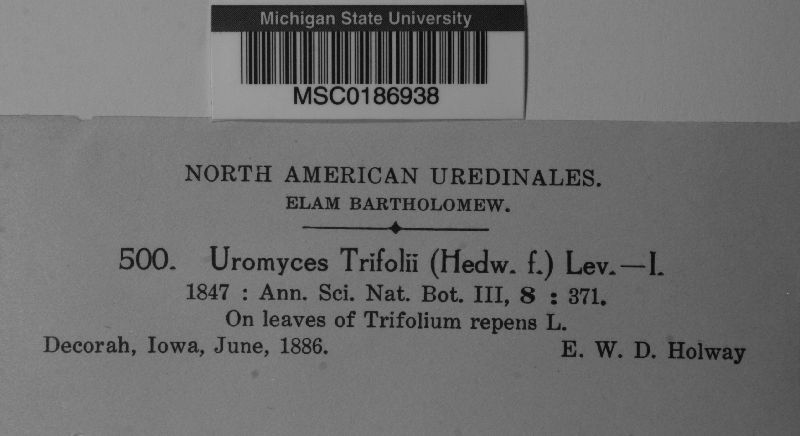 Michigan State University
MSC0186938
NORTH AMERICAN UREDINALES.
ELAM BARTHOLOMEW.
500. Uromyces Trifolii (Hedw. f.) Lev.—I.
1847 : Ann. Sci. Nat. Bot. III, 8 : 371.
On leaves of Trifolium repens L.
Decorah, Iowa, June, 1886. E. W. D. Holway